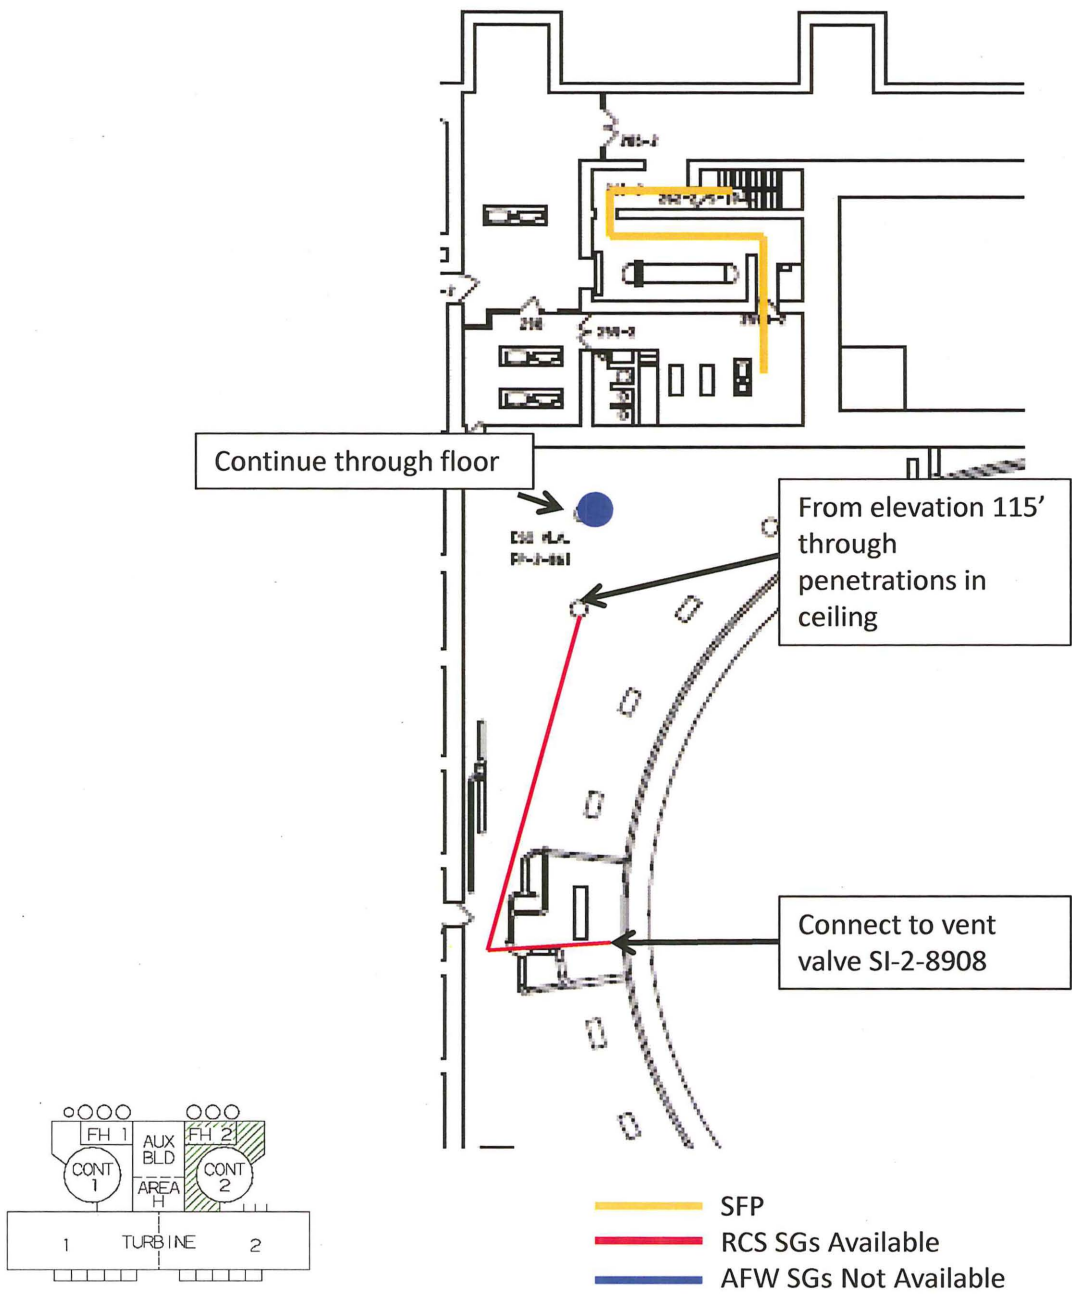 Continue through floor
From elevation 115’
through
penetrations in
ceiling
Connect to vent
valve SI-2-8908
FH 1
AUX
BLD
FH 2
CONT
1
AREA
H
CONT
2
1
TURBINE
2
SFP
RCS SGs Available
AFW SGs Not Available